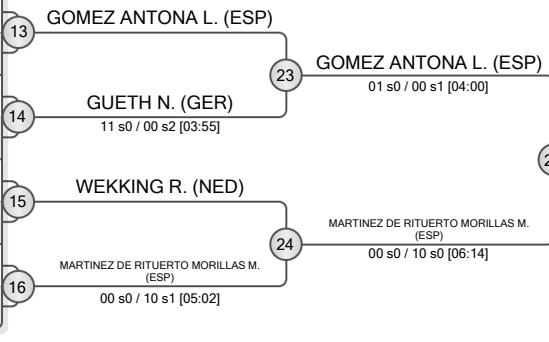 13
GOMEZ ANTONA L. (ESP)
23
GOMEZ ANTONA L. (ESP)
01 s0 / 00 s1 [04:00]
14
GUETH N. (GER)
11 s0 / 00 s2 [03:55]
15
WEKKING R. (NED)
24
MARTINEZ DE RITUERTO MORILLAS M.
(ESP)
00 s0 / 10 s0 [06:14]
16
MARTINEZ DE RITUERTO MORILLAS M.
(ESP)
00 s0 / 10 s1 [05:02]